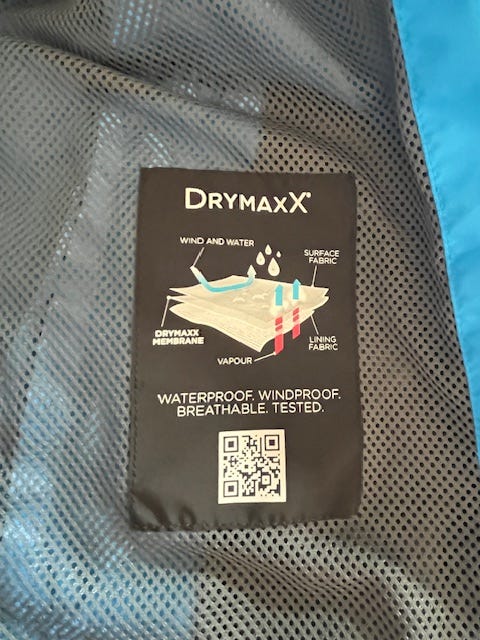 DRYMAXX®
WIND AND WATER
SURFACE
FABRIC
DRYMAXX
MEMBRANE
LINING
FABRIC
VAPOUR
WATERPROOF. WINDPROOF.
BREATHABLE. TESTED.